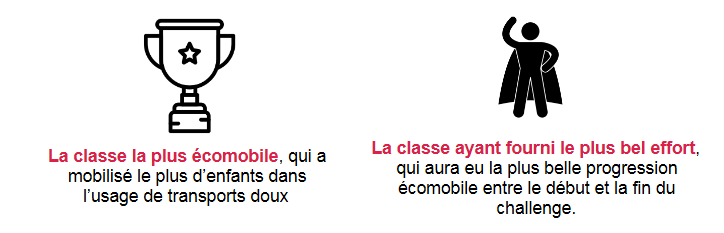 La classe la plus écomobile, qui a
mobilisé le plus d’enfants dans
l’usage de transports doux
La classe ayant fourni le plus bel effort,
qui aura eu la plus belle progression
écomobile entre le début et la fin du
challenge.